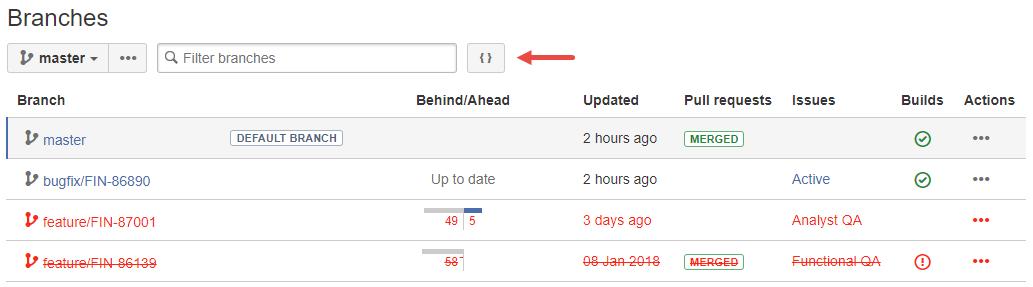 Branches
master ••• Filter branches { }
Branch Behind/Ahead Updated Pull requests Issues Builds Actions
master DEFAULT BRANCH 2 hours ago MERGED •••
bugfix/FIN-86890 Up to date 2 hours ago Active •••
feature/FIN-87001 49 5 3 days ago Analyst QA •••
feature/FIN-86139 58 08 Jan 2018 MERGED Functional QA •••